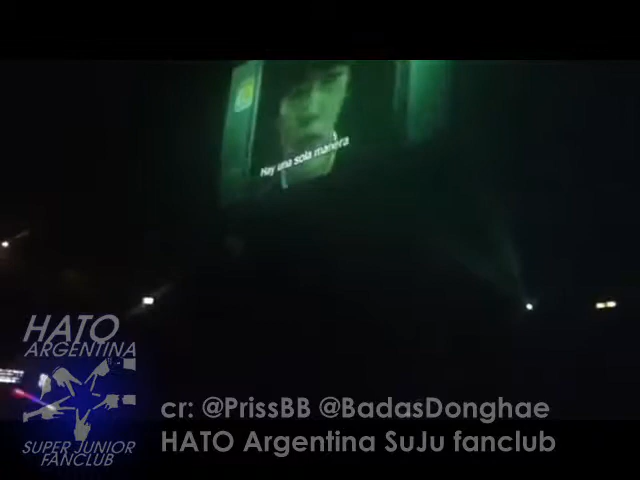 Hay una sola manera
HATO
ARGENTINA
SUPER JUNIOR
FANCLUB
cr: @PrissBB @BadasDonghae
HATO Argentina SuJu fanclub